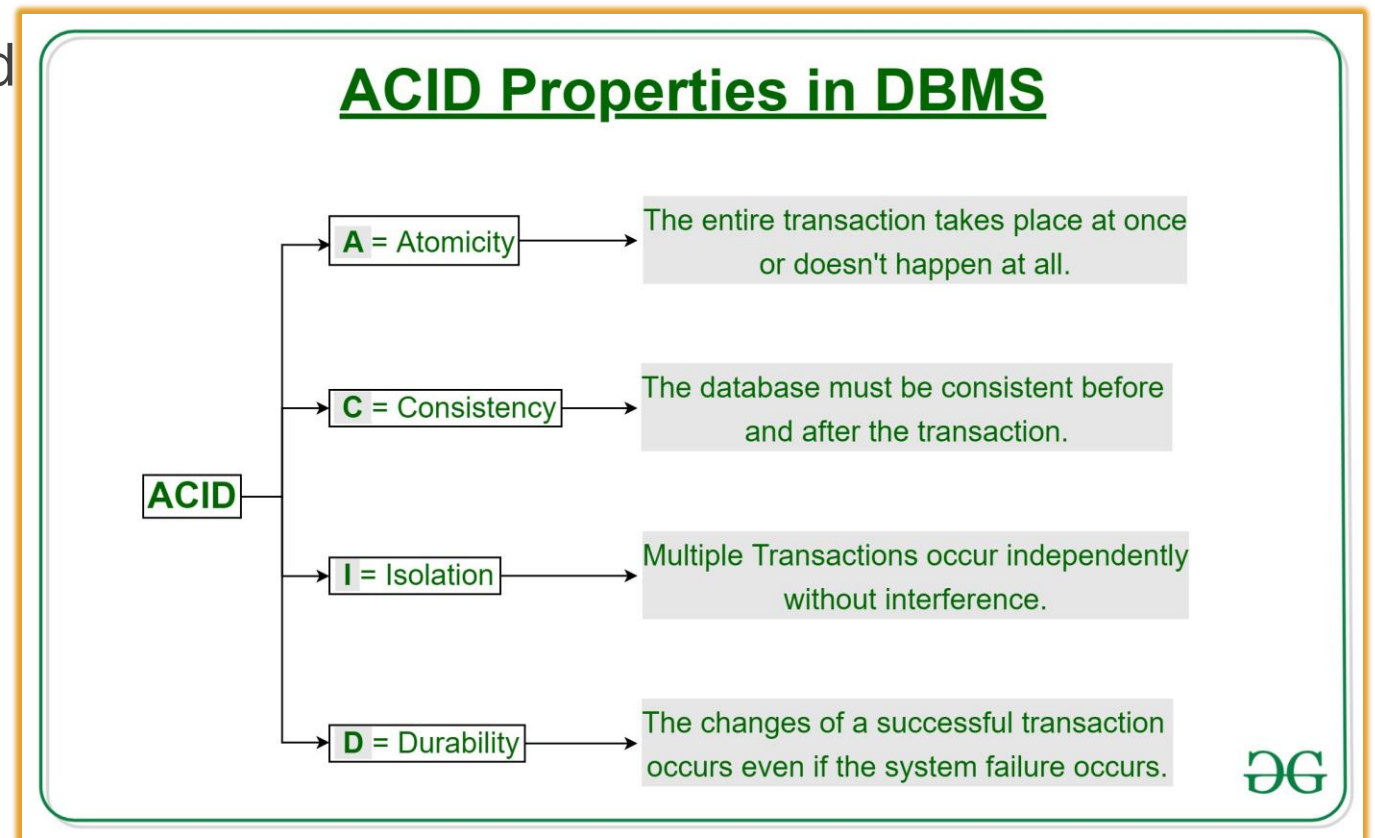 d
ACID Properties in DBMS
A = Atomicity
The entire transaction takes place at once
or doesn't happen at all.
C = Consistency
The database must be consistent before
and after the transaction.
ACID
I = Isolation
Multiple Transactions occur independently
without interference.
D = Durability
The changes of a successful transaction
occurs even if the system failure occurs.